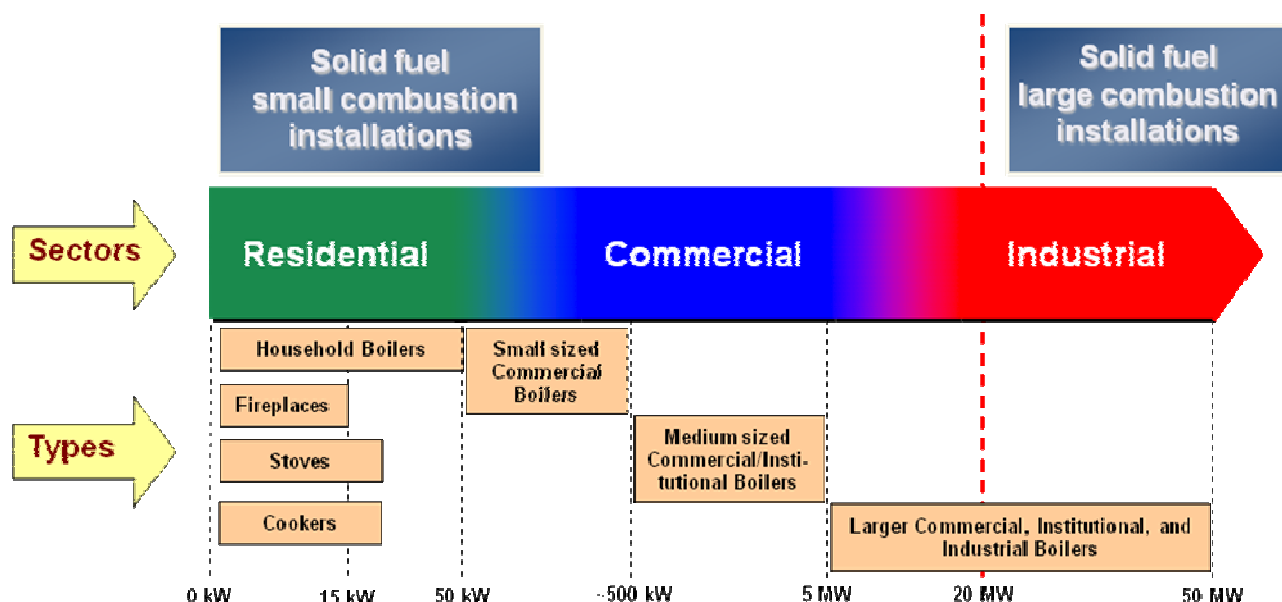 Solid fuel
small combustion
installations
Solid fuel
large combustion
installations
Sectors
Residential
Commercial
Industrial
Types
Household Boilers
Small sized
Commercial
Boilers
Fireplaces
Medium sized
Commercial/Insti-
tutional Boilers
Stoves
Cookers
Larger Commercial, Institutional, and
Industrial Boilers
0 kW
15 kW
50 kW
~500 kW
5 MW
20 MW
50 MW